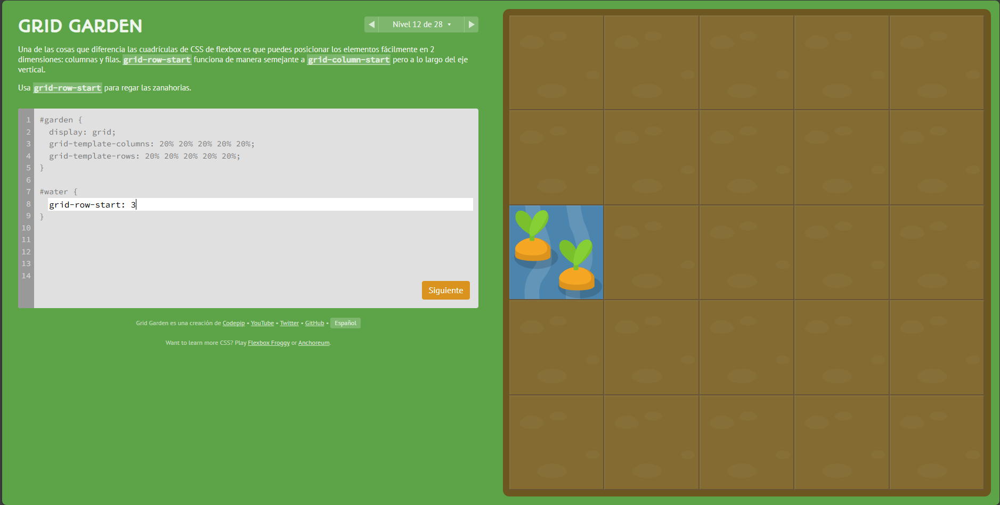 GRID GARDEN
◀ Nivel 12 de 28 ▾ ▶
Una de las cosas que diferencia las cuadrículas de CSS de flexbox es que puedes posicionar los elementos fácilmente en 2
dimensiones: columnas y filas. grid-row-start funciona de manera semejante a grid-column-start pero a lo largo del eje
vertical.
Usa grid-row-start para regar las zanahorias.
1 #garden {
2 display: grid;
3 grid-template-columns: 20% 20% 20% 20% 20%;
4 grid-template-rows: 20% 20% 20% 20% 20%;
5 }
6
7 #water {
8 grid-row-start: 3
9 }
10
11
12
13
14
Siguiente
Grid Garden es una creación de Codepip • YouTube • Twitter • GitHub • Español
Want to learn more CSS? Play Flexbox Froggy or Anchoreum.